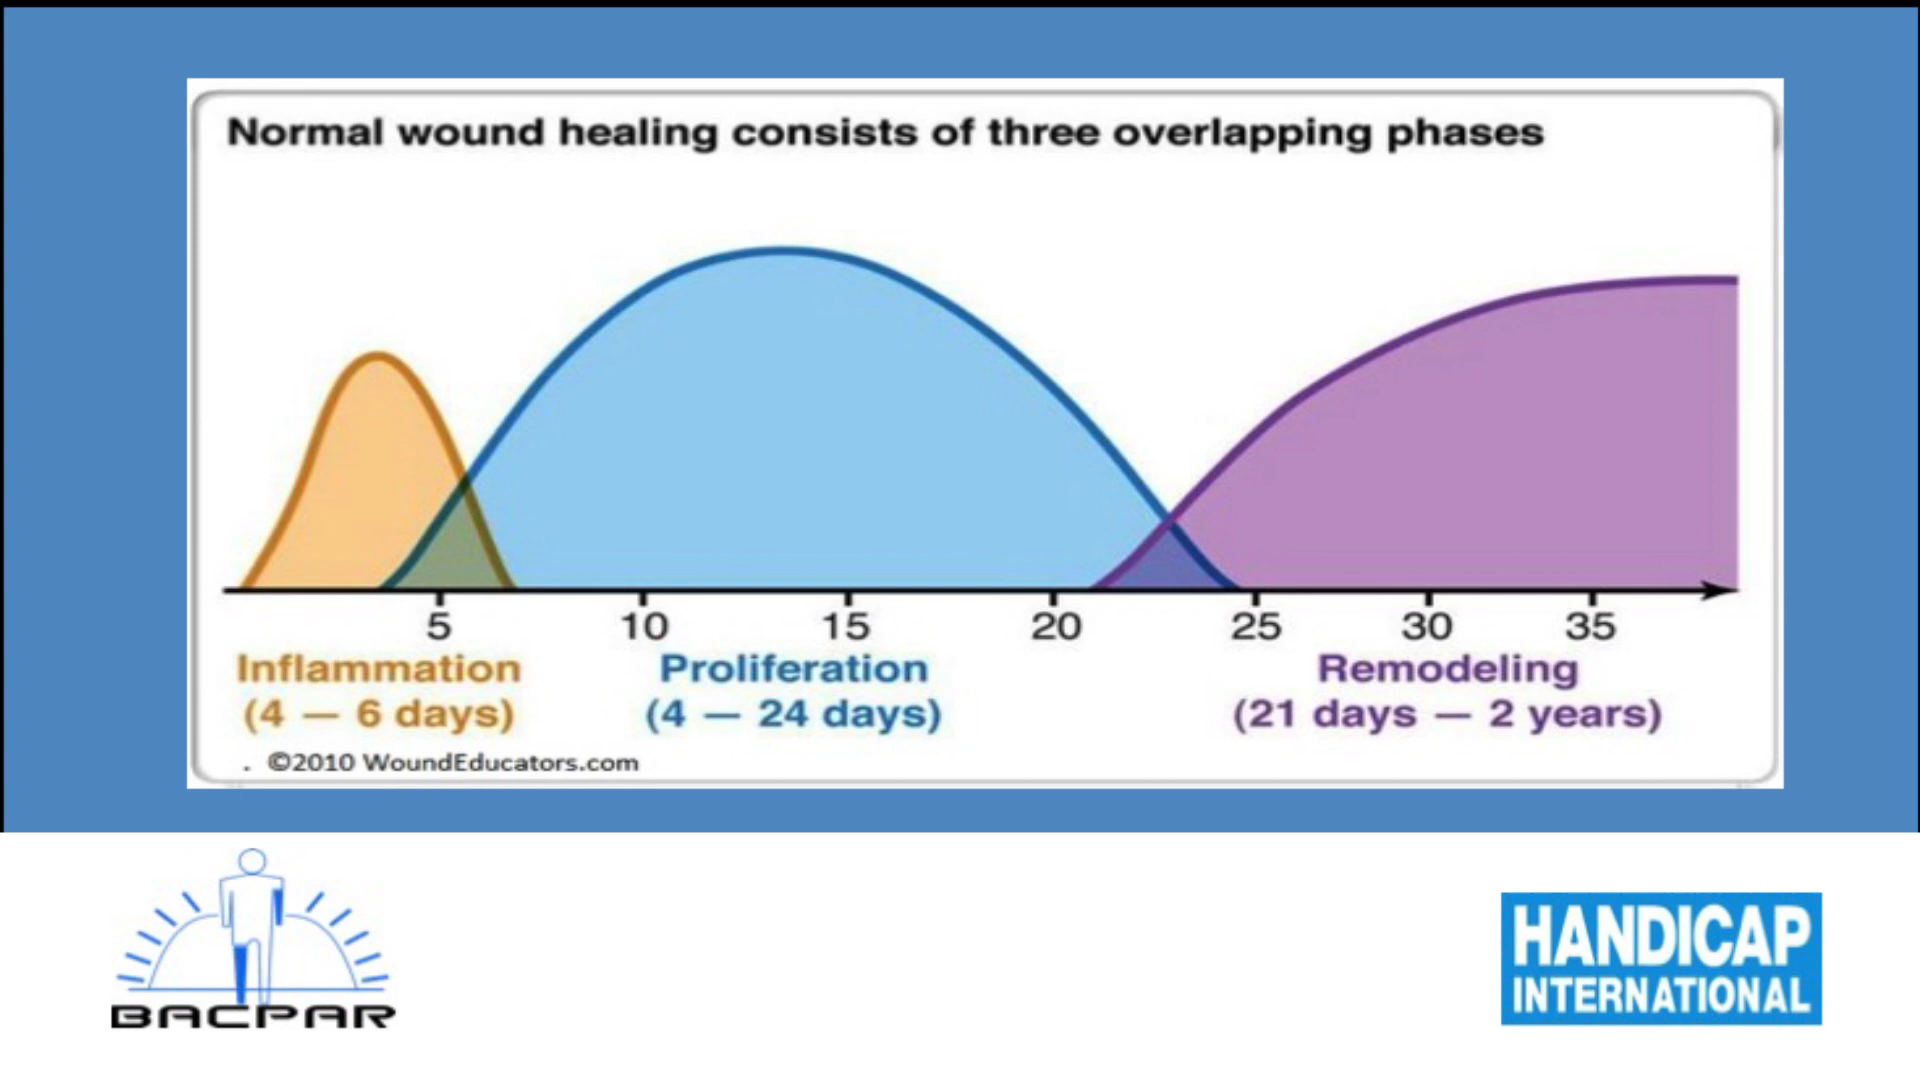 Normal wound healing consists of three overlapping phases
5 10 15 20 25 30 35
Inflammation Proliferation Remodeling
(4 — 6 days) (4 — 24 days) (21 days — 2 years)
. ©2010 WoundEducators.com
BACPAR
HANDICAP
INTERNATIONAL